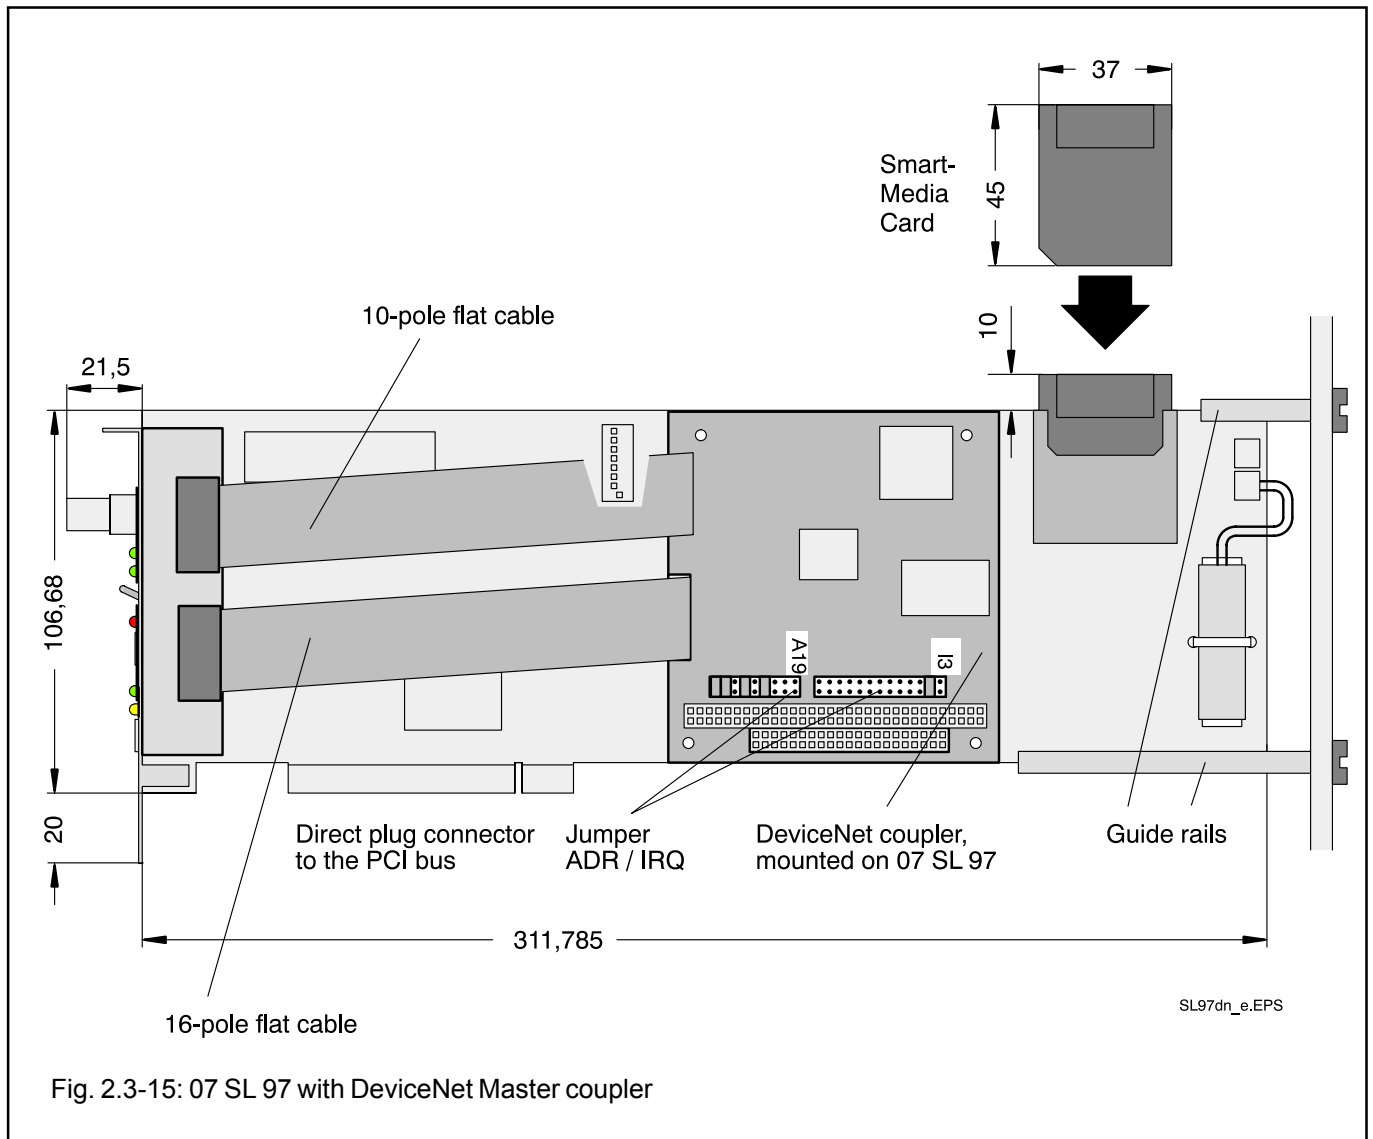 37
Smart-
Media
Card
45
10
10-pole flat cable
21,5
106,68
A19
I3
20
Direct plug connector
to the PCI bus
Jumper
ADR / IRQ
DeviceNet coupler,
mounted on 07 SL 97
Guide rails
311,785
SL97dn_e.EPS
16-pole flat cable
Fig. 2.3-15: 07 SL 97 with DeviceNet Master coupler